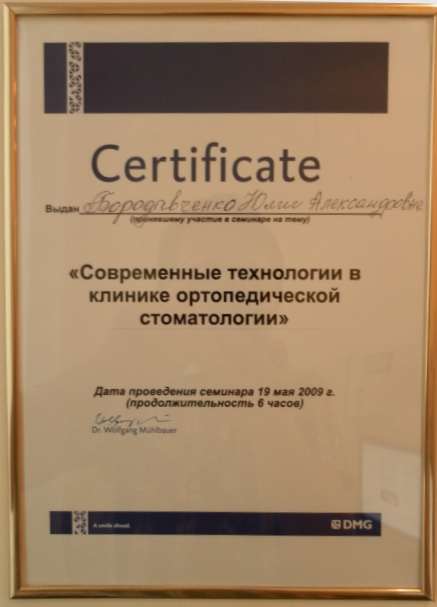 Certificate
Выдан Бородывченко Юлии Александровне
(принявшему участие в семинаре на тему)
«Современные технологии в
клинике ортопедической
стоматологии»
Дата проведения семинара 19 мая 2009 г.
(продолжительность 6 часов)
Dr. Wolfgang Mühlbauer
A smile ahead.
DMG